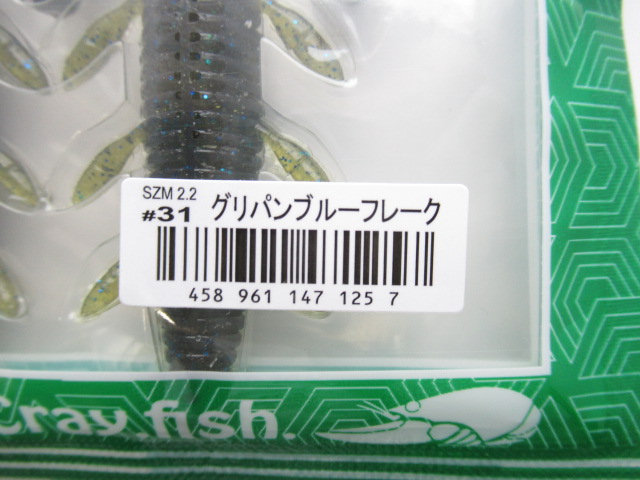 SZM 2.2
#31 グリパンブルーフレーク
458 961 147 125 7
Cray.fish.